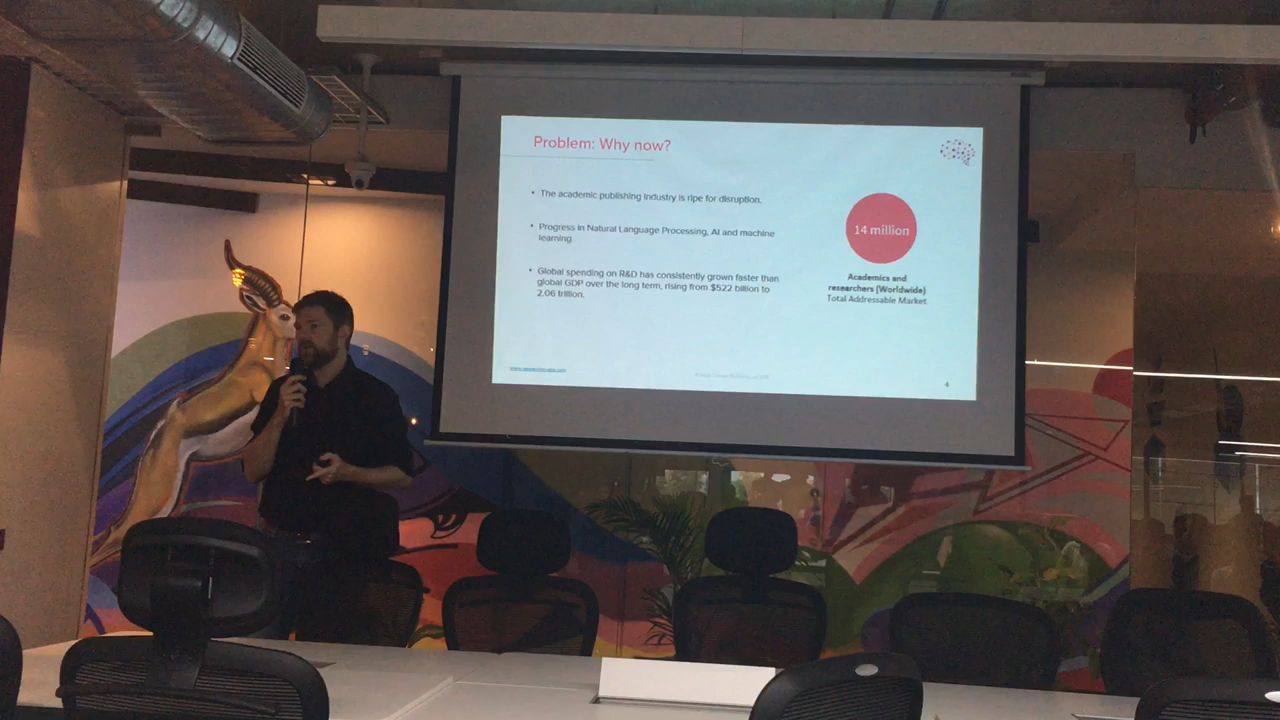 Problem: Why now?
• The academic publishing industry is ripe for disruption.
• Progress in Natural Language Processing, AI and machine
learning
• Global spending on R&D has consistently grown faster than
global GDP over the long term, rising from $522 billion to
2.06 trillion.
14 million
Academics and
researchers (Worldwide)
Total Addressable Market
4